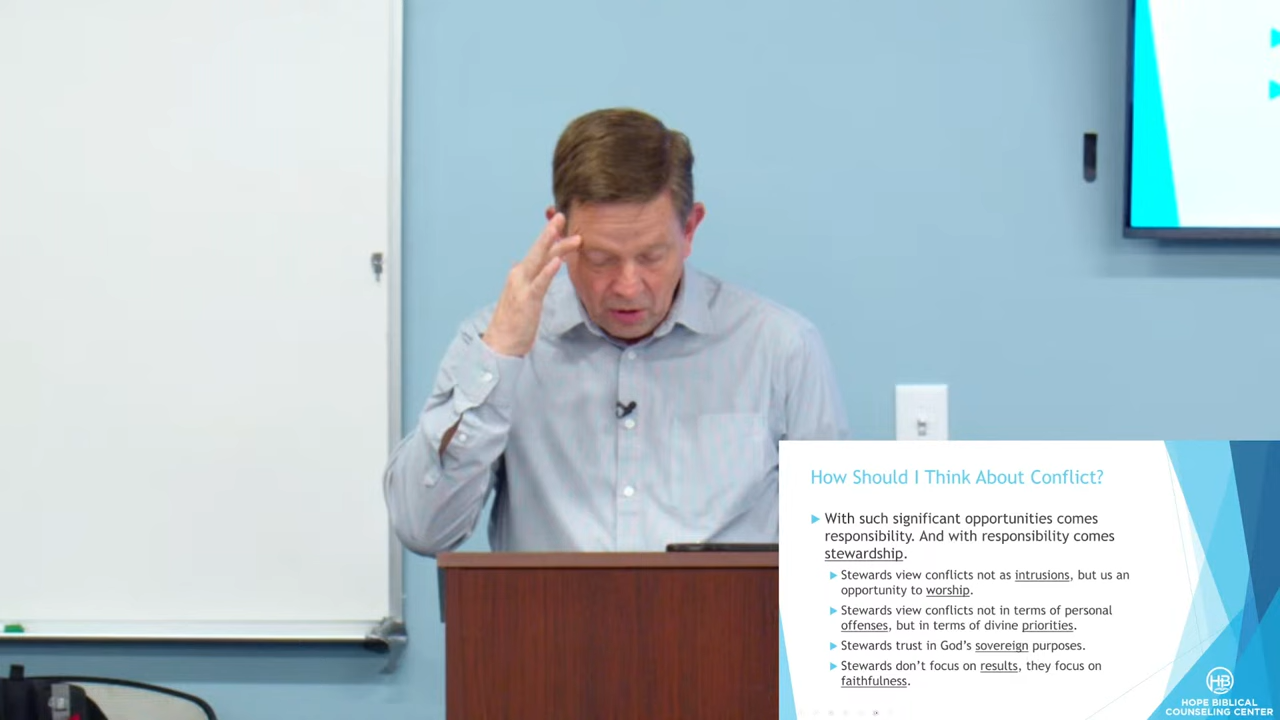 How Should I Think About Conflict?
With such significant opportunities comes
responsibility. And with responsibility comes
stewardship.
Stewards view conflicts not as intrusions, but us an
opportunity to worship.
Stewards view conflicts not in terms of personal
offenses, but in terms of divine priorities.
Stewards trust in God's sovereign purposes.
Stewards don't focus on results, they focus on
faithfulness.
HB
HOPE BIBLICAL
COUNSELING CENTER